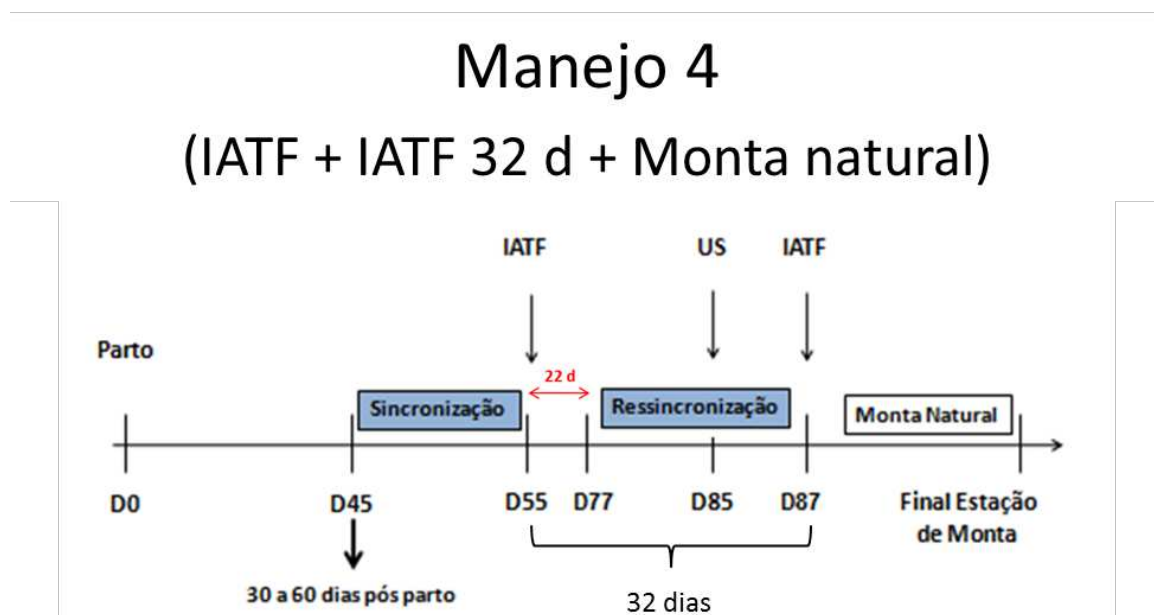 Manejo 4
(IATF + IATF 32 d + Monta natural)
IATF US IATF
Parto
22 d
Sincronização Ressincronização Monta Natural
D0 D45 D55 D77 D85 D87 Final Estação
de Monta
30 a 60 dias pós parto
32 dias